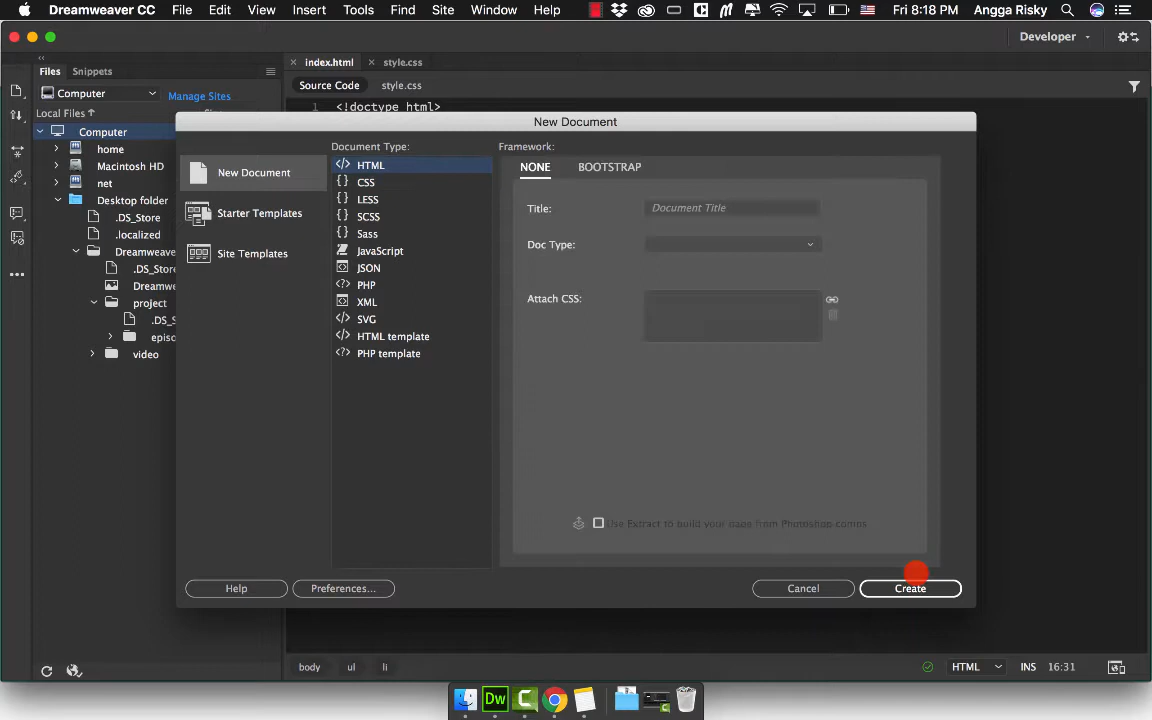 Dreamweaver CC File Edit View Insert Format Tools Find Site Window Help Fri 8:18 PM Angga Risky
Developer
Files Snippets
index.html style.css
Computer Manage Sites
Source Code style.css
Local Files
1 <!doctype html>
Computer
home
Macintosh HD
net
Desktop folder
.DS_Store
.localized
Dreamweave
.DS_Sto
Dreamw
project
.DS_S
episo
video
New Document
New Document
Starter Templates
Site Templates
Document Type:
HTML
CSS
LESS
SCSS
Sass
JavaScript
JSON
PHP
XML
SVG
HTML template
PHP template
Framework:
NONE BOOTSTRAP
Title: Document Title
Doc Type:
Attach CSS:
Use Extract to build your page from Photoshop comps
Help Preferences... Cancel Create
body ul li
HTML INS 16:31
Dw